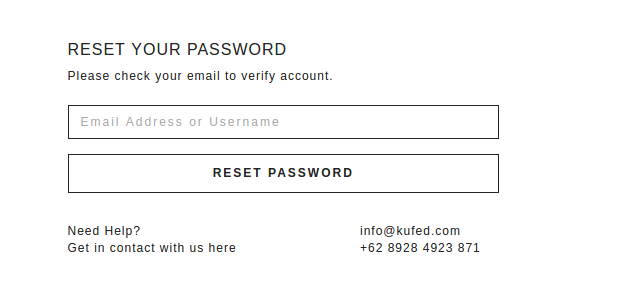 RESET YOUR PASSWORD
Please check your email to verify account.
Email Address or Username
RESET PASSWORD
Need Help?
Get in contact with us here
info@kufed.com
+62 8928 4923 871